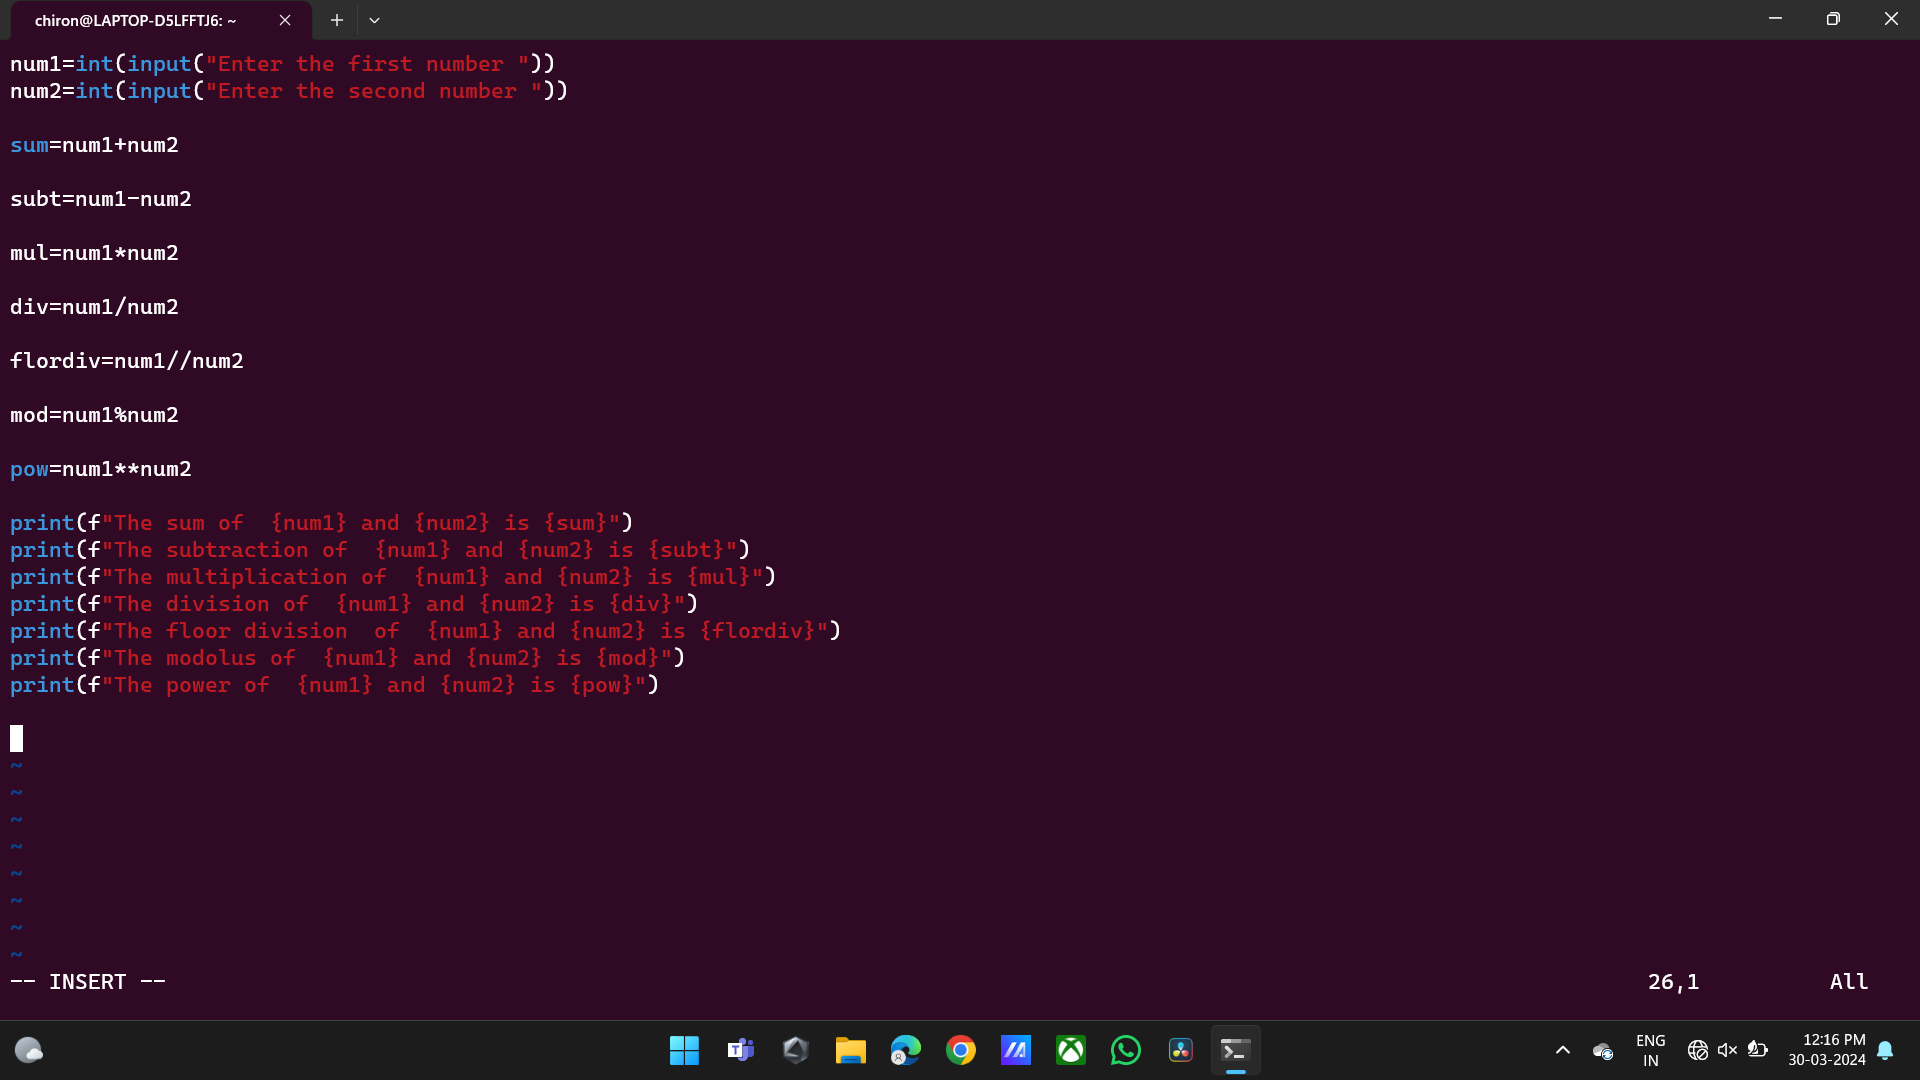 chiron@LAPTOP-D5LFFTJ6: ~
num1=int(input("Enter the first number "))
num2=int(input("Enter the second number "))
sum=num1+num2
subt=num1-num2
mul=num1*num2
div=num1/num2
flordiv=num1//num2
mod=num1%num2
pow=num1**num2
print(f"The sum of  {num1} and {num2} is {sum}")
print(f"The subtraction of  {num1} and {num2} is {subt}")
print(f"The multiplication of  {num1} and {num2} is {mul}")
print(f"The division of  {num1} and {num2} is {div}")
print(f"The floor division  of  {num1} and {num2} is {flordiv}")
print(f"The modolus of  {num1} and {num2} is {mod}")
print(f"The power of  {num1} and {num2} is {pow}")
~
~
~
~
~
~
~
~
-- INSERT -- 26,1 All
ENG 12:16 PM
IN 30-03-2024